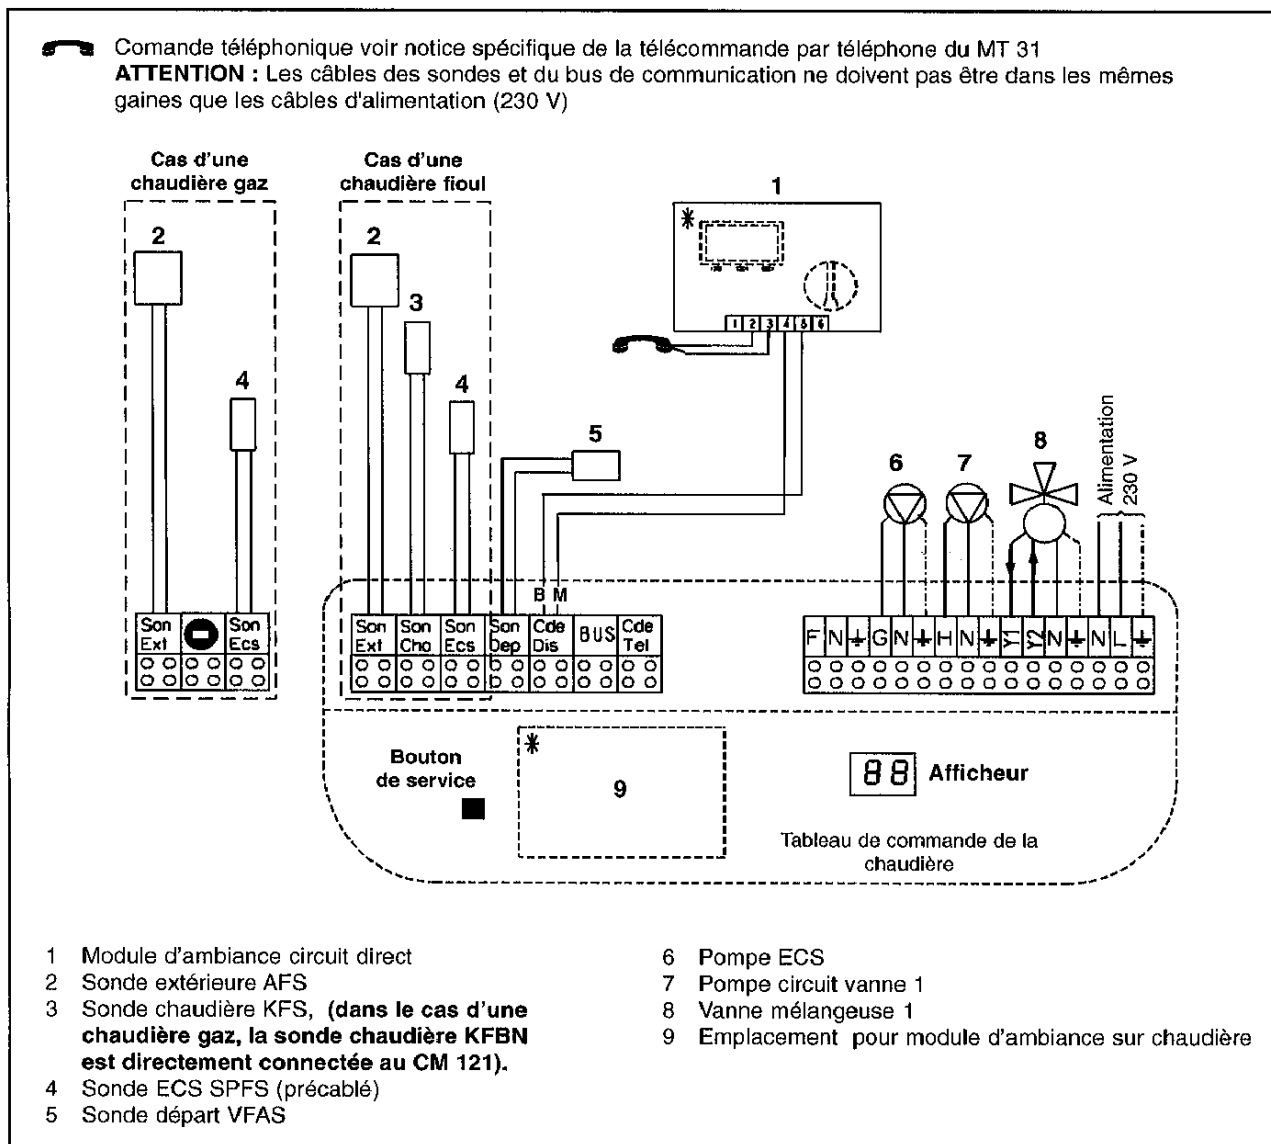 Comande téléphonique voir notice spécifique de la télécommande par téléphone du MT 31
ATTENTION : Les câbles des sondes et du bus de communication ne doivent pas être dans les mêmes
gaines que les câbles d'alimentation (230 V)
Cas d'une
chaudière gaz
Cas d'une
chaudière fioul
1
2
2
3
4
4
1 2 3 4 5 6
5
6
7
8
Alimentation
230 V
B M
Son
Ext
Son
Ecs
Son
Ext
Son
Cha
Son
Ecs
Son
Dep
Cde
Dis
BUS
Cde
Tel
F N G N H N Y1 Y2 N N L
Bouton
de service
9
88
Afficheur
Tableau de commande de la
chaudière
1 Module d'ambiance circuit direct
2 Sonde extérieure AFS
3 Sonde chaudière KFS, (dans le cas d'une
chaudière gaz, la sonde chaudière KFBN
est directement connectée au CM 121).
4 Sonde ECS SPFS (précablé)
5 Sonde départ VFAS
6 Pompe ECS
7 Pompe circuit vanne 1
8 Vanne mélangeuse 1
9 Emplacement pour module d'ambiance sur chaudière